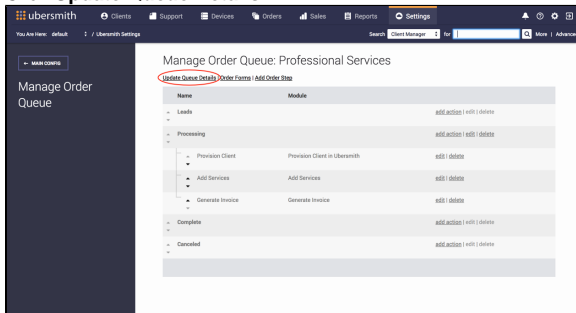 ubersmith
Clients
Support
Devices
Orders
Sales
Reports
Settings
You Are Here: default / Ubersmith Settings
Search Client Manager for
More | Advance
← MAIN CONFIG
Manage Order
Queue
Manage Order Queue: Professional Services
Update Queue Details | Order Forms | Add Order Step
Name Module
Leads add action | edit | delete
Processing add action | edit | delete
Provision Client Provision Client in Ubersmith edit | delete
Add Services Add Services edit | delete
Generate Invoice Generate Invoice edit | delete
Complete add action | edit | delete
Canceled add action | edit | delete